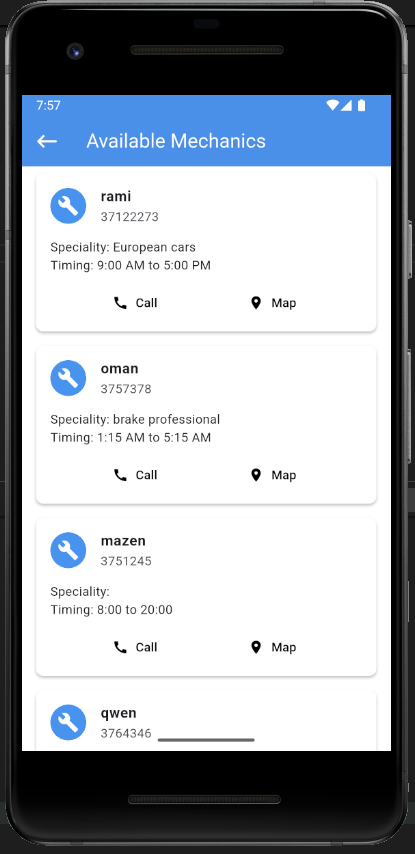 7:57
Available Mechanics
rami
37122273
Speciality: European cars
Timing: 9:00 AM to 5:00 PM
Call Map
oman
3757378
Speciality: brake professional
Timing: 1:15 AM to 5:15 AM
Call Map
mazen
3751245
Speciality:
Timing: 8:00 to 20:00
Call Map
qwen
3764346